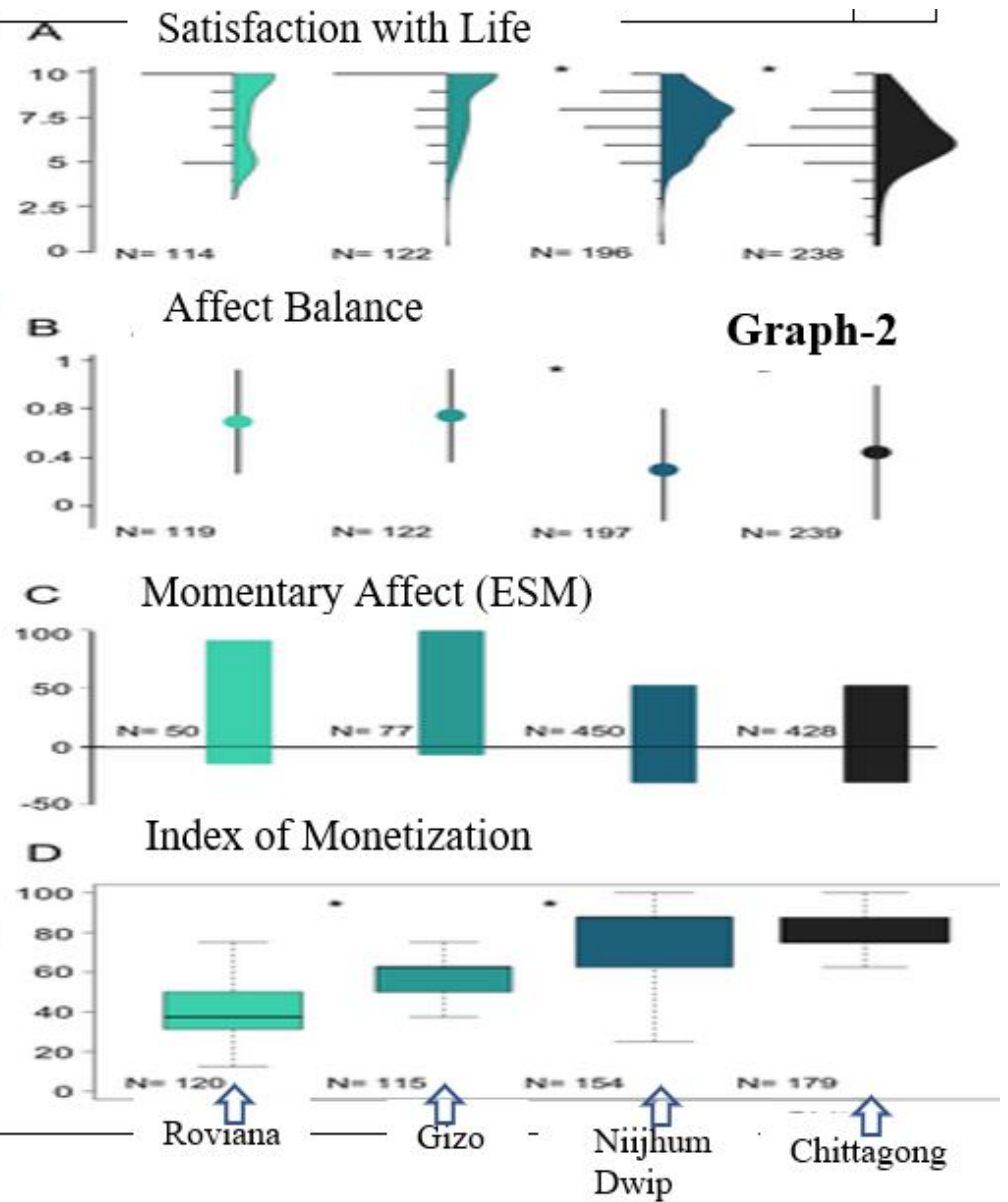 A Satisfaction with Life
10
7.5
5
2.5
0
* *
N= 114 N= 122 N= 196 N= 238
B Affect Balance
Graph-2
1
0.8
0.4
0
*
N= 119 N= 122 N= 197 N= 239
C Momentary Affect (ESM)
100
50
0
-50
N= 50 N= 77 N= 450 N= 428
D Index of Monetization
100
80
60
40
20
0
* *
N= 120 N= 115 N= 154 N= 179
Roviana Gizo Niijhum Dwip Chittagong